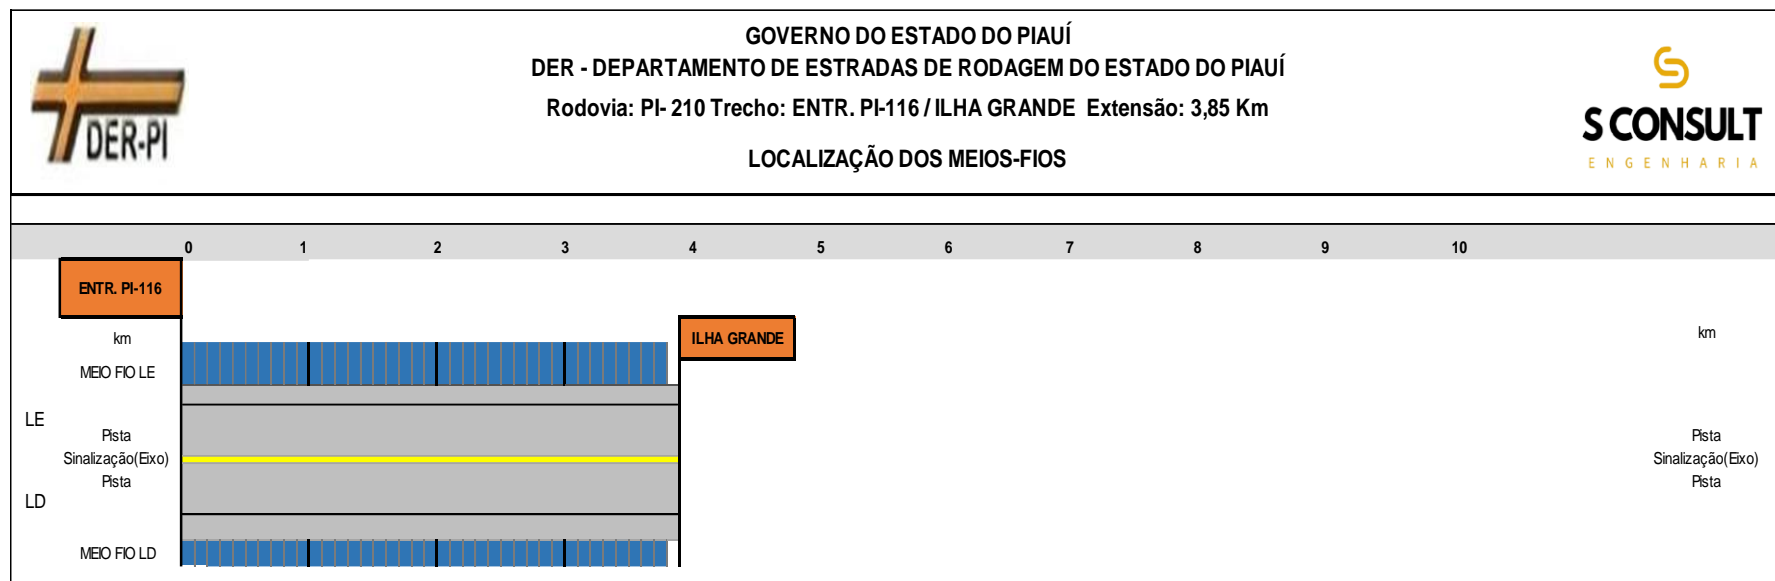 GOVERNO DO ESTADO DO PIAUÍ
DER - DEPARTAMENTO DE ESTRADAS DE RODAGEM DO ESTADO DO PIAUÍ
Rodovia: PI- 210 Trecho: ENTR. PI-116 / ILHA GRANDE Extensão: 3,85 Km
LOCALIZAÇÃO DOS MEIOS-FIOS
DER-PI
S CONSULT
ENGENHARIA
0 1 2 3 4 5 6 7 8 9 10
ENTR. PI-116
ILHA GRANDE
km km
MEIO FIO LE
LE
Pista Pista
Sinalização(Eixo) Sinalização(Eixo)
Pista Pista
LD
MEIO FIO LD